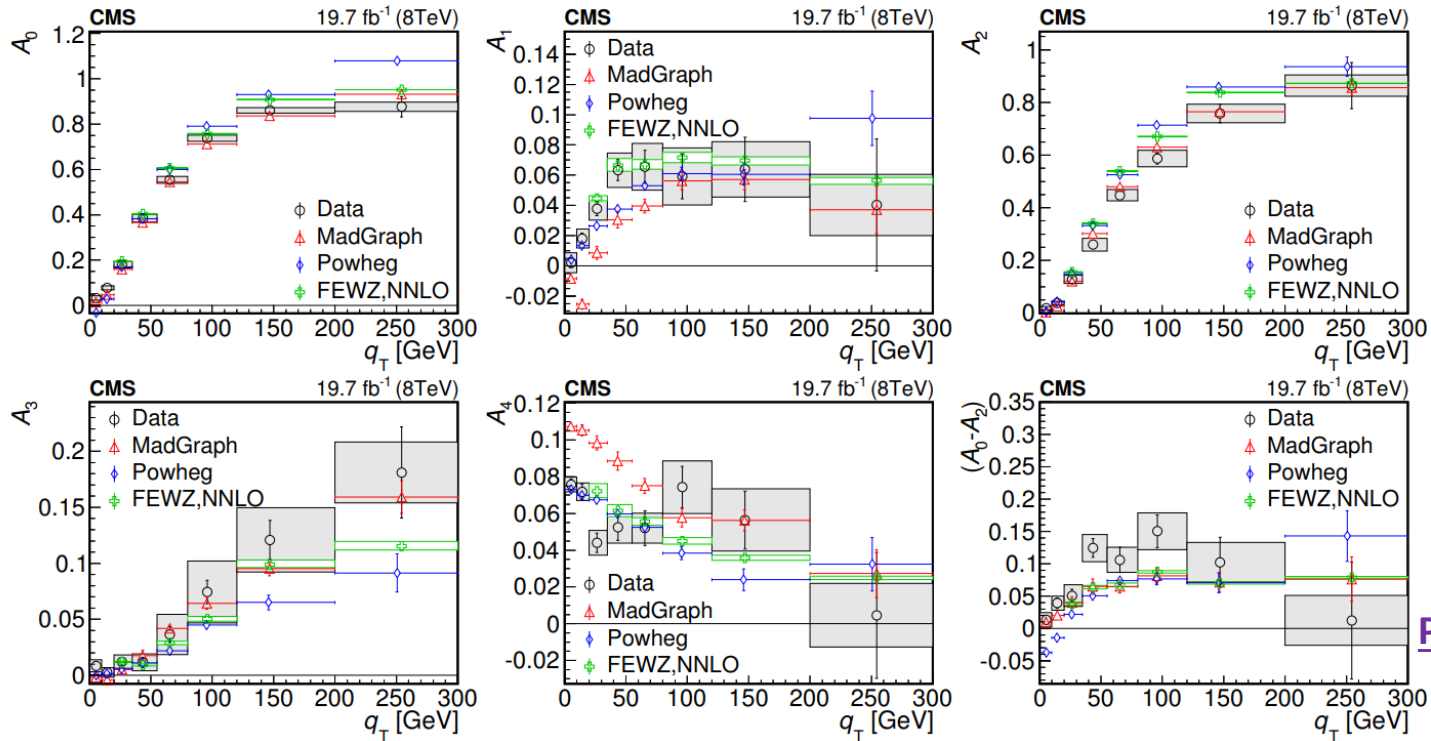 CMS 19.7 fb⁻¹ (8TeV)
A₀
1.2
1
0.8
0.6
0.4
0.2
0
Data
MadGraph
Powheg
FEWZ,NNLO
0 50 100 150 200 250 300
q_T [GeV]
CMS 19.7 fb⁻¹ (8TeV)
A₁
0.14
0.12
0.1
0.08
0.06
0.04
0.02
0
-0.02
Data
MadGraph
Powheg
FEWZ,NNLO
0 50 100 150 200 250 300
q_T [GeV]
CMS 19.7 fb⁻¹ (8TeV)
A₂
1
0.8
0.6
0.4
0.2
0
Data
MadGraph
Powheg
FEWZ,NNLO
0 50 100 150 200 250 300
q_T [GeV]
CMS 19.7 fb⁻¹ (8TeV)
A₃
0.2
0.15
0.1
0.05
0
Data
MadGraph
Powheg
FEWZ,NNLO
0 50 100 150 200 250 300
q_T [GeV]
CMS 19.7 fb⁻¹ (8TeV)
A₄
0.12
0.1
0.08
0.06
0.04
0.02
0
-0.02
Data
MadGraph
Powheg
FEWZ,NNLO
0 50 100 150 200 250 300
q_T [GeV]
CMS 19.7 fb⁻¹ (8TeV)
(A₀-A₂)
0.35
0.3
0.25
0.2
0.15
0.1
0.05
0
-0.05
Data
MadGraph
Powheg
FEWZ,NNLO
0 50 100 150 200 250 300
q_T [GeV]